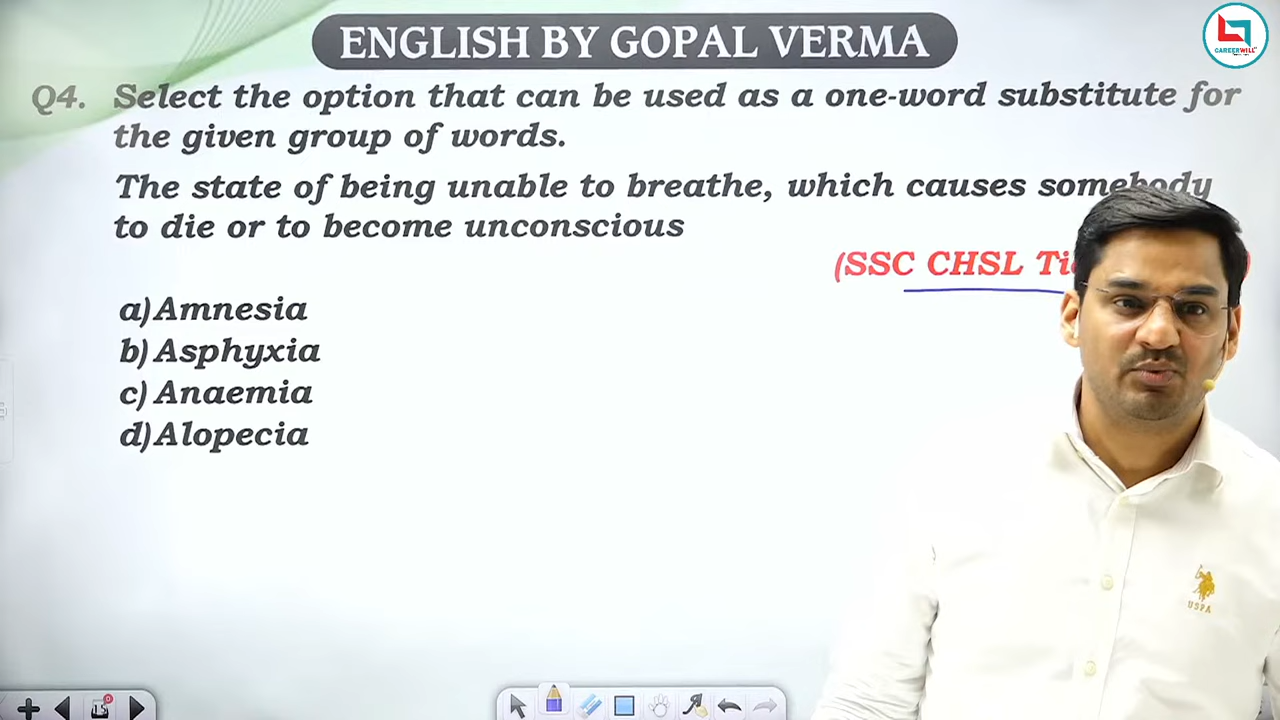 ENGLISH BY GOPAL VERMA
CAREERWILL
Q4. Select the option that can be used as a one-word substitute for
the given group of words.
The state of being unable to breathe, which causes somebody
to die or to become unconscious
(SSC CHSL
a) Amnesia
b) Asphyxia
c) Anaemia
d) Alopecia
USPA